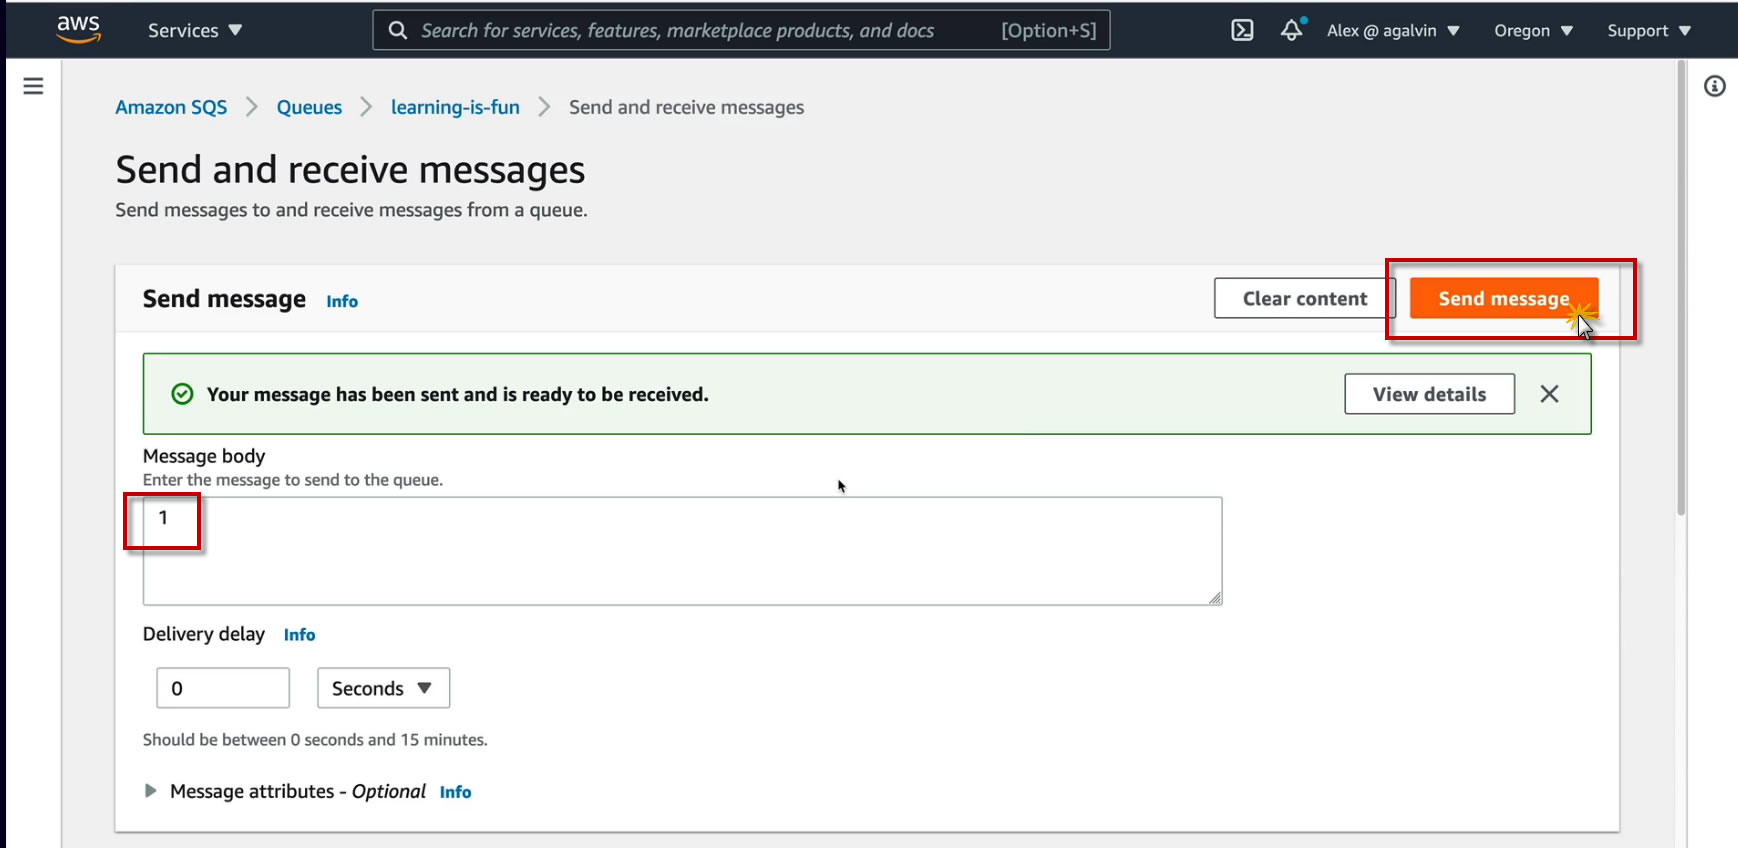 aws Services Search for services, features, marketplace products, and docs [Option+S] Alex @ agalvin Oregon Support
Amazon SQS Queues learning-is-fun Send and receive messages
Send and receive messages
Send messages to and receive messages from a queue.
Send message Info Clear content Send message
Your message has been sent and is ready to be received. View details
Message body
Enter the message to send to the queue.
1
Delivery delay Info
0 Seconds
Should be between 0 seconds and 15 minutes.
Message attributes - Optional Info